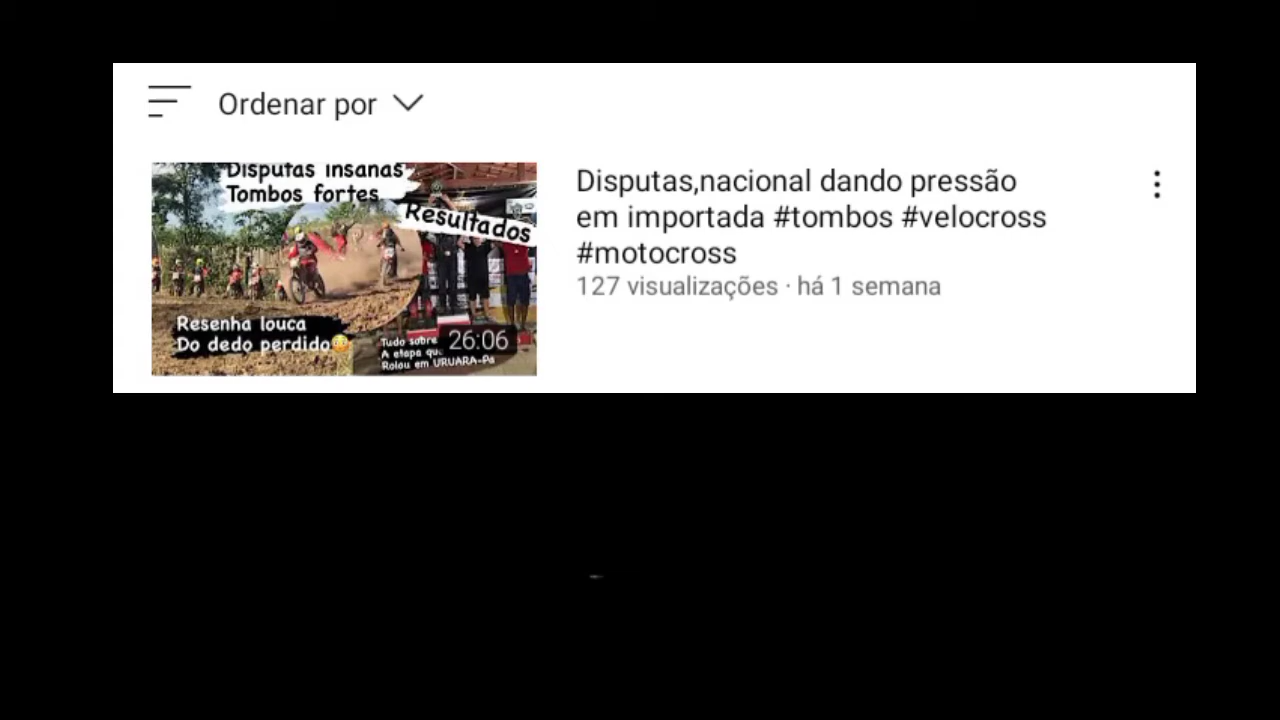 Ordenar por
Disputas insanas
Tombos fortes
Resultados
Resenha louca
Do dedo perdido😳
Tudo sobre
A etapa qu
Rolou em URUARA-Pa
26:06
Disputas,nacional dando pressão
em importada #tombos #velocross
#motocross
127 visualizações · há 1 semana